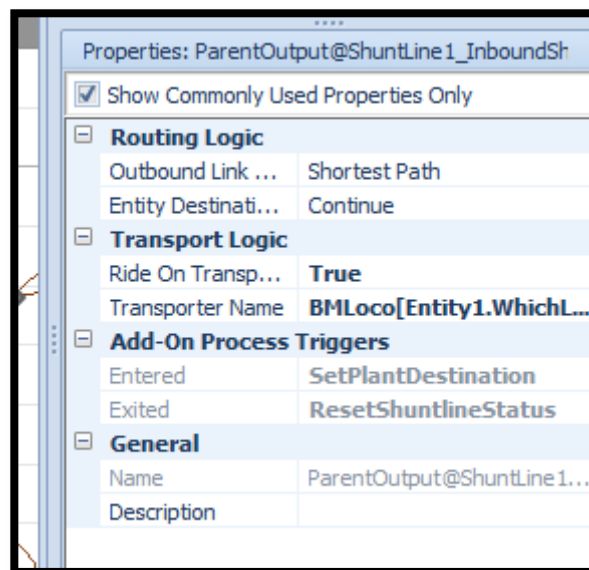 Properties: ParentOutput@ShuntLine1_InboundSh
Show Commonly Used Properties Only
Routing Logic
Outbound Link ... Shortest Path
Entity Destinati... Continue
Transport Logic
Ride On Transp... True
Transporter Name BMLoco[Entity1.WhichL...
Add-On Process Triggers
Entered SetPlantDestination
Exited ResetShuntlineStatus
General
Name ParentOutput@ShuntLine1...
Description